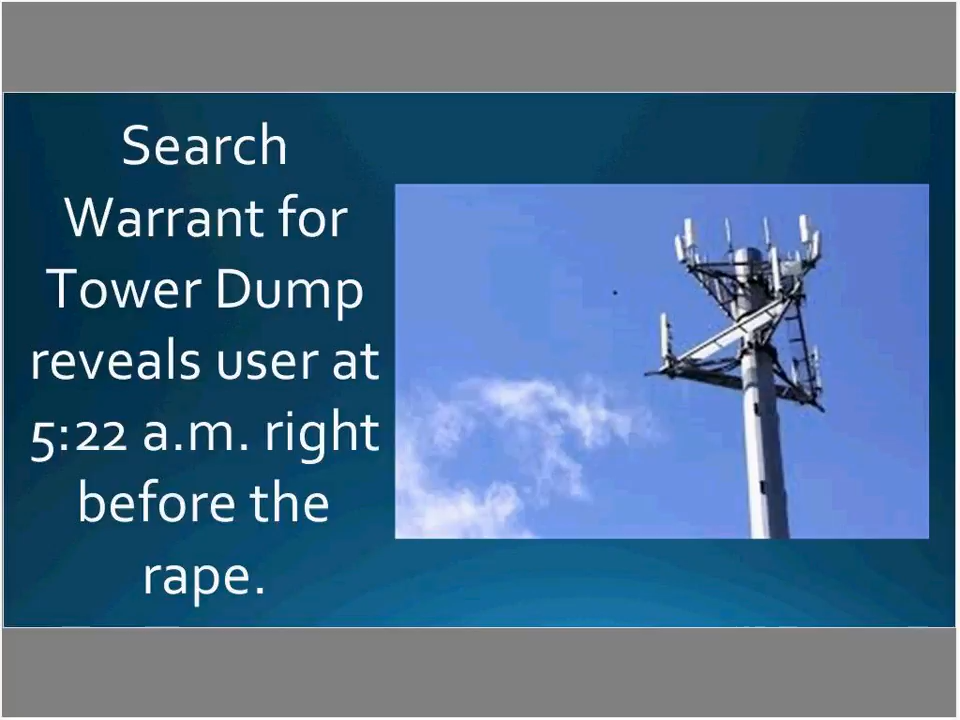 Search
Warrant for
Tower Dump
reveals user at
5:22 a.m. right
before the
rape.